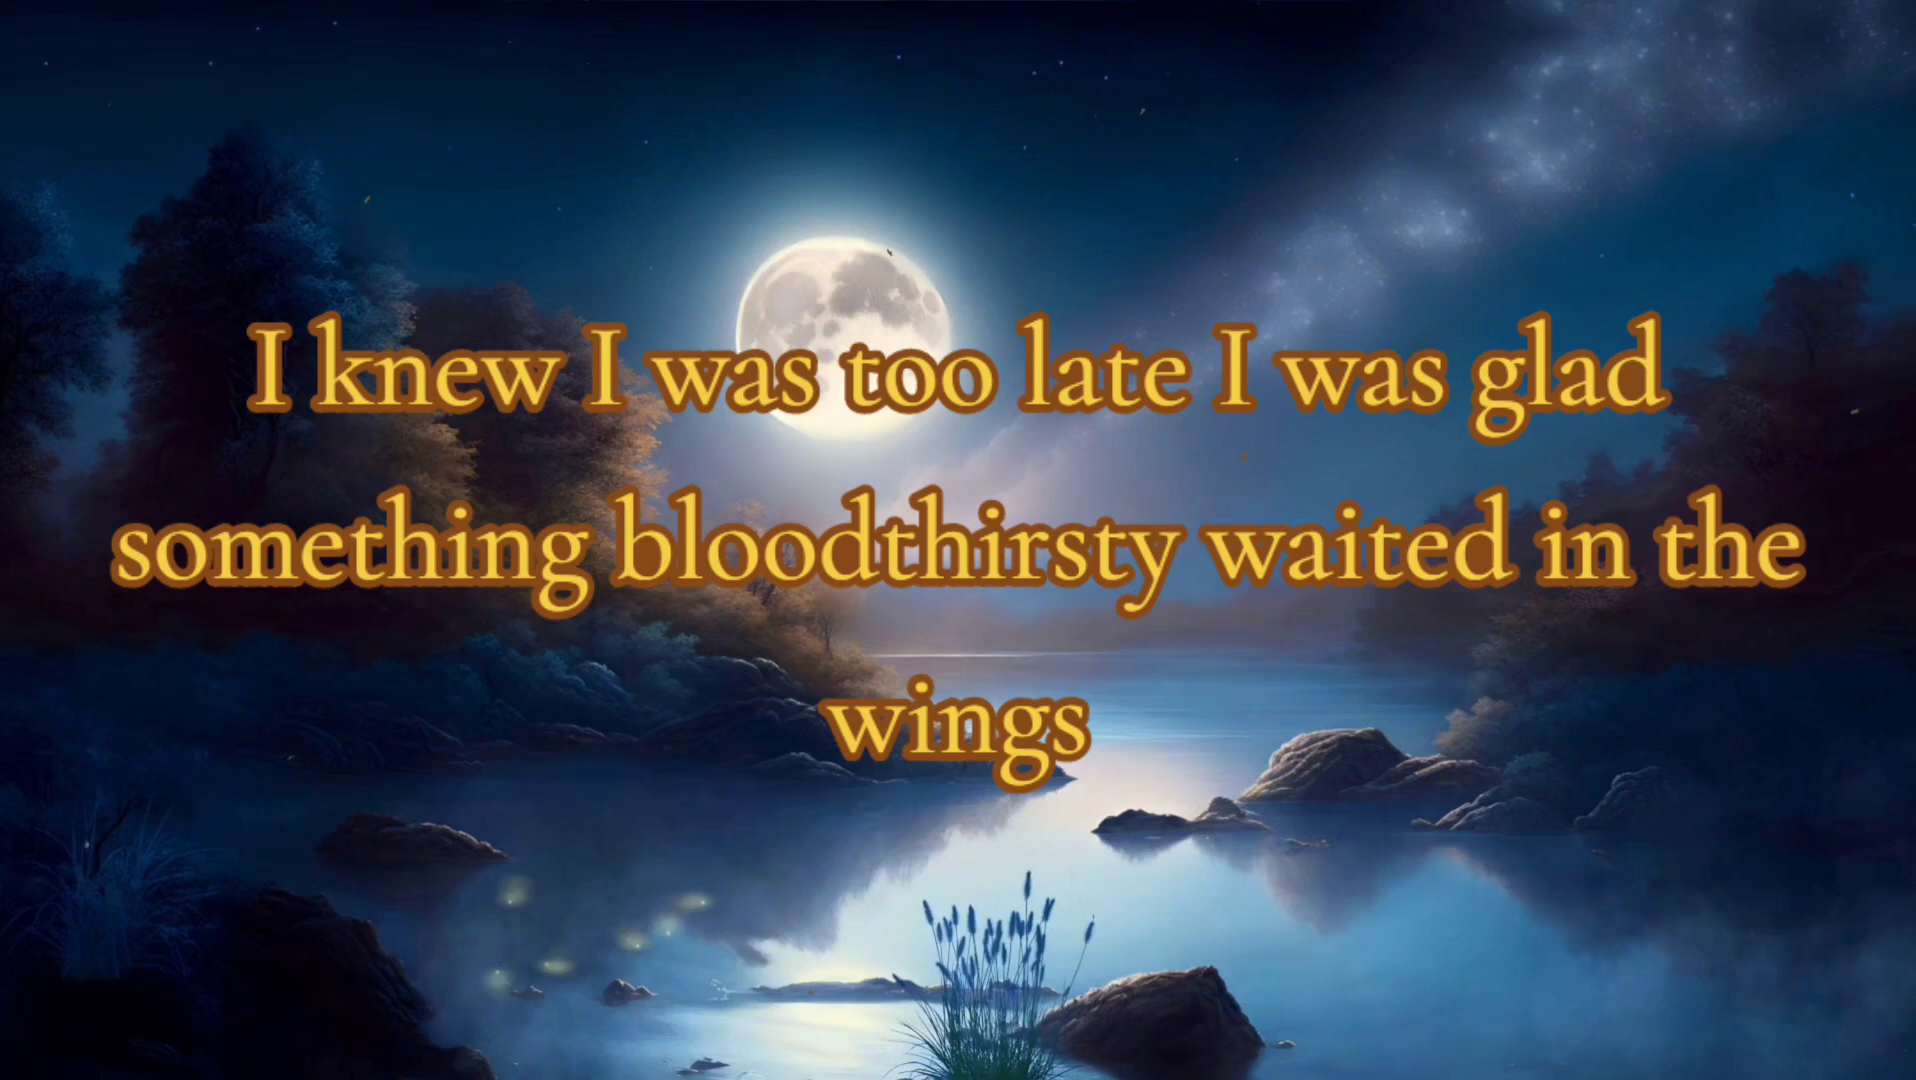 I knew I was too late I was glad
something bloodthirsty waited in the
wings